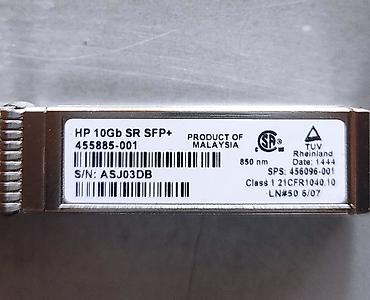 HP 10Gb SR SFP+
455885-001
S/N: ASJ03DB
PRODUCT OF
MALAYSIA
850 nm
TUV
Rheinland
Date: 1444
SPS: 456096-001
Class 1 21CFR1040.10
LN#50 6/07